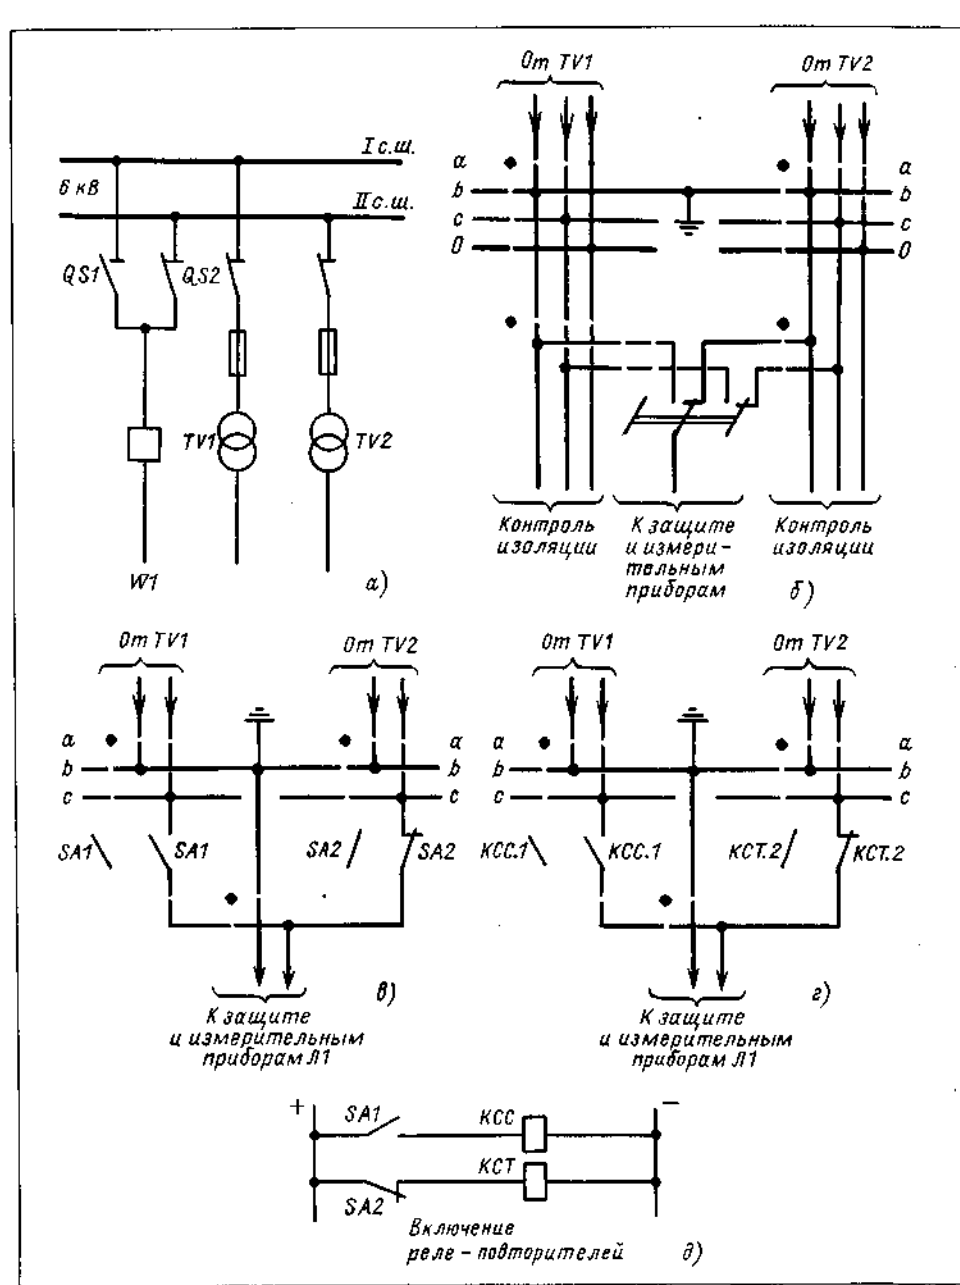 I с.ш.
6 кВ
II с.ш.
QS1
QS2
TV1
TV2
W1
а)
От TV1
От TV2
a
a
b
b
c
c
0
0
Контроль
изоляции
К защите
и измери-
тельным
приборам
Контроль
изоляции
б)
От TV1
От TV2
a
a
b
b
c
c
SA1
SA1
SA2
SA2
К защите
и измерительным
приборам Л1
в)
От TV1
От TV2
a
a
b
b
c
c
KCC.1
KCC.1
KCT.2
KCT.2
К защите
и измерительным
приборам Л1
г)
+
SA1
KCC
−
KCT
SA2
Включение
реле – повторителей
д)